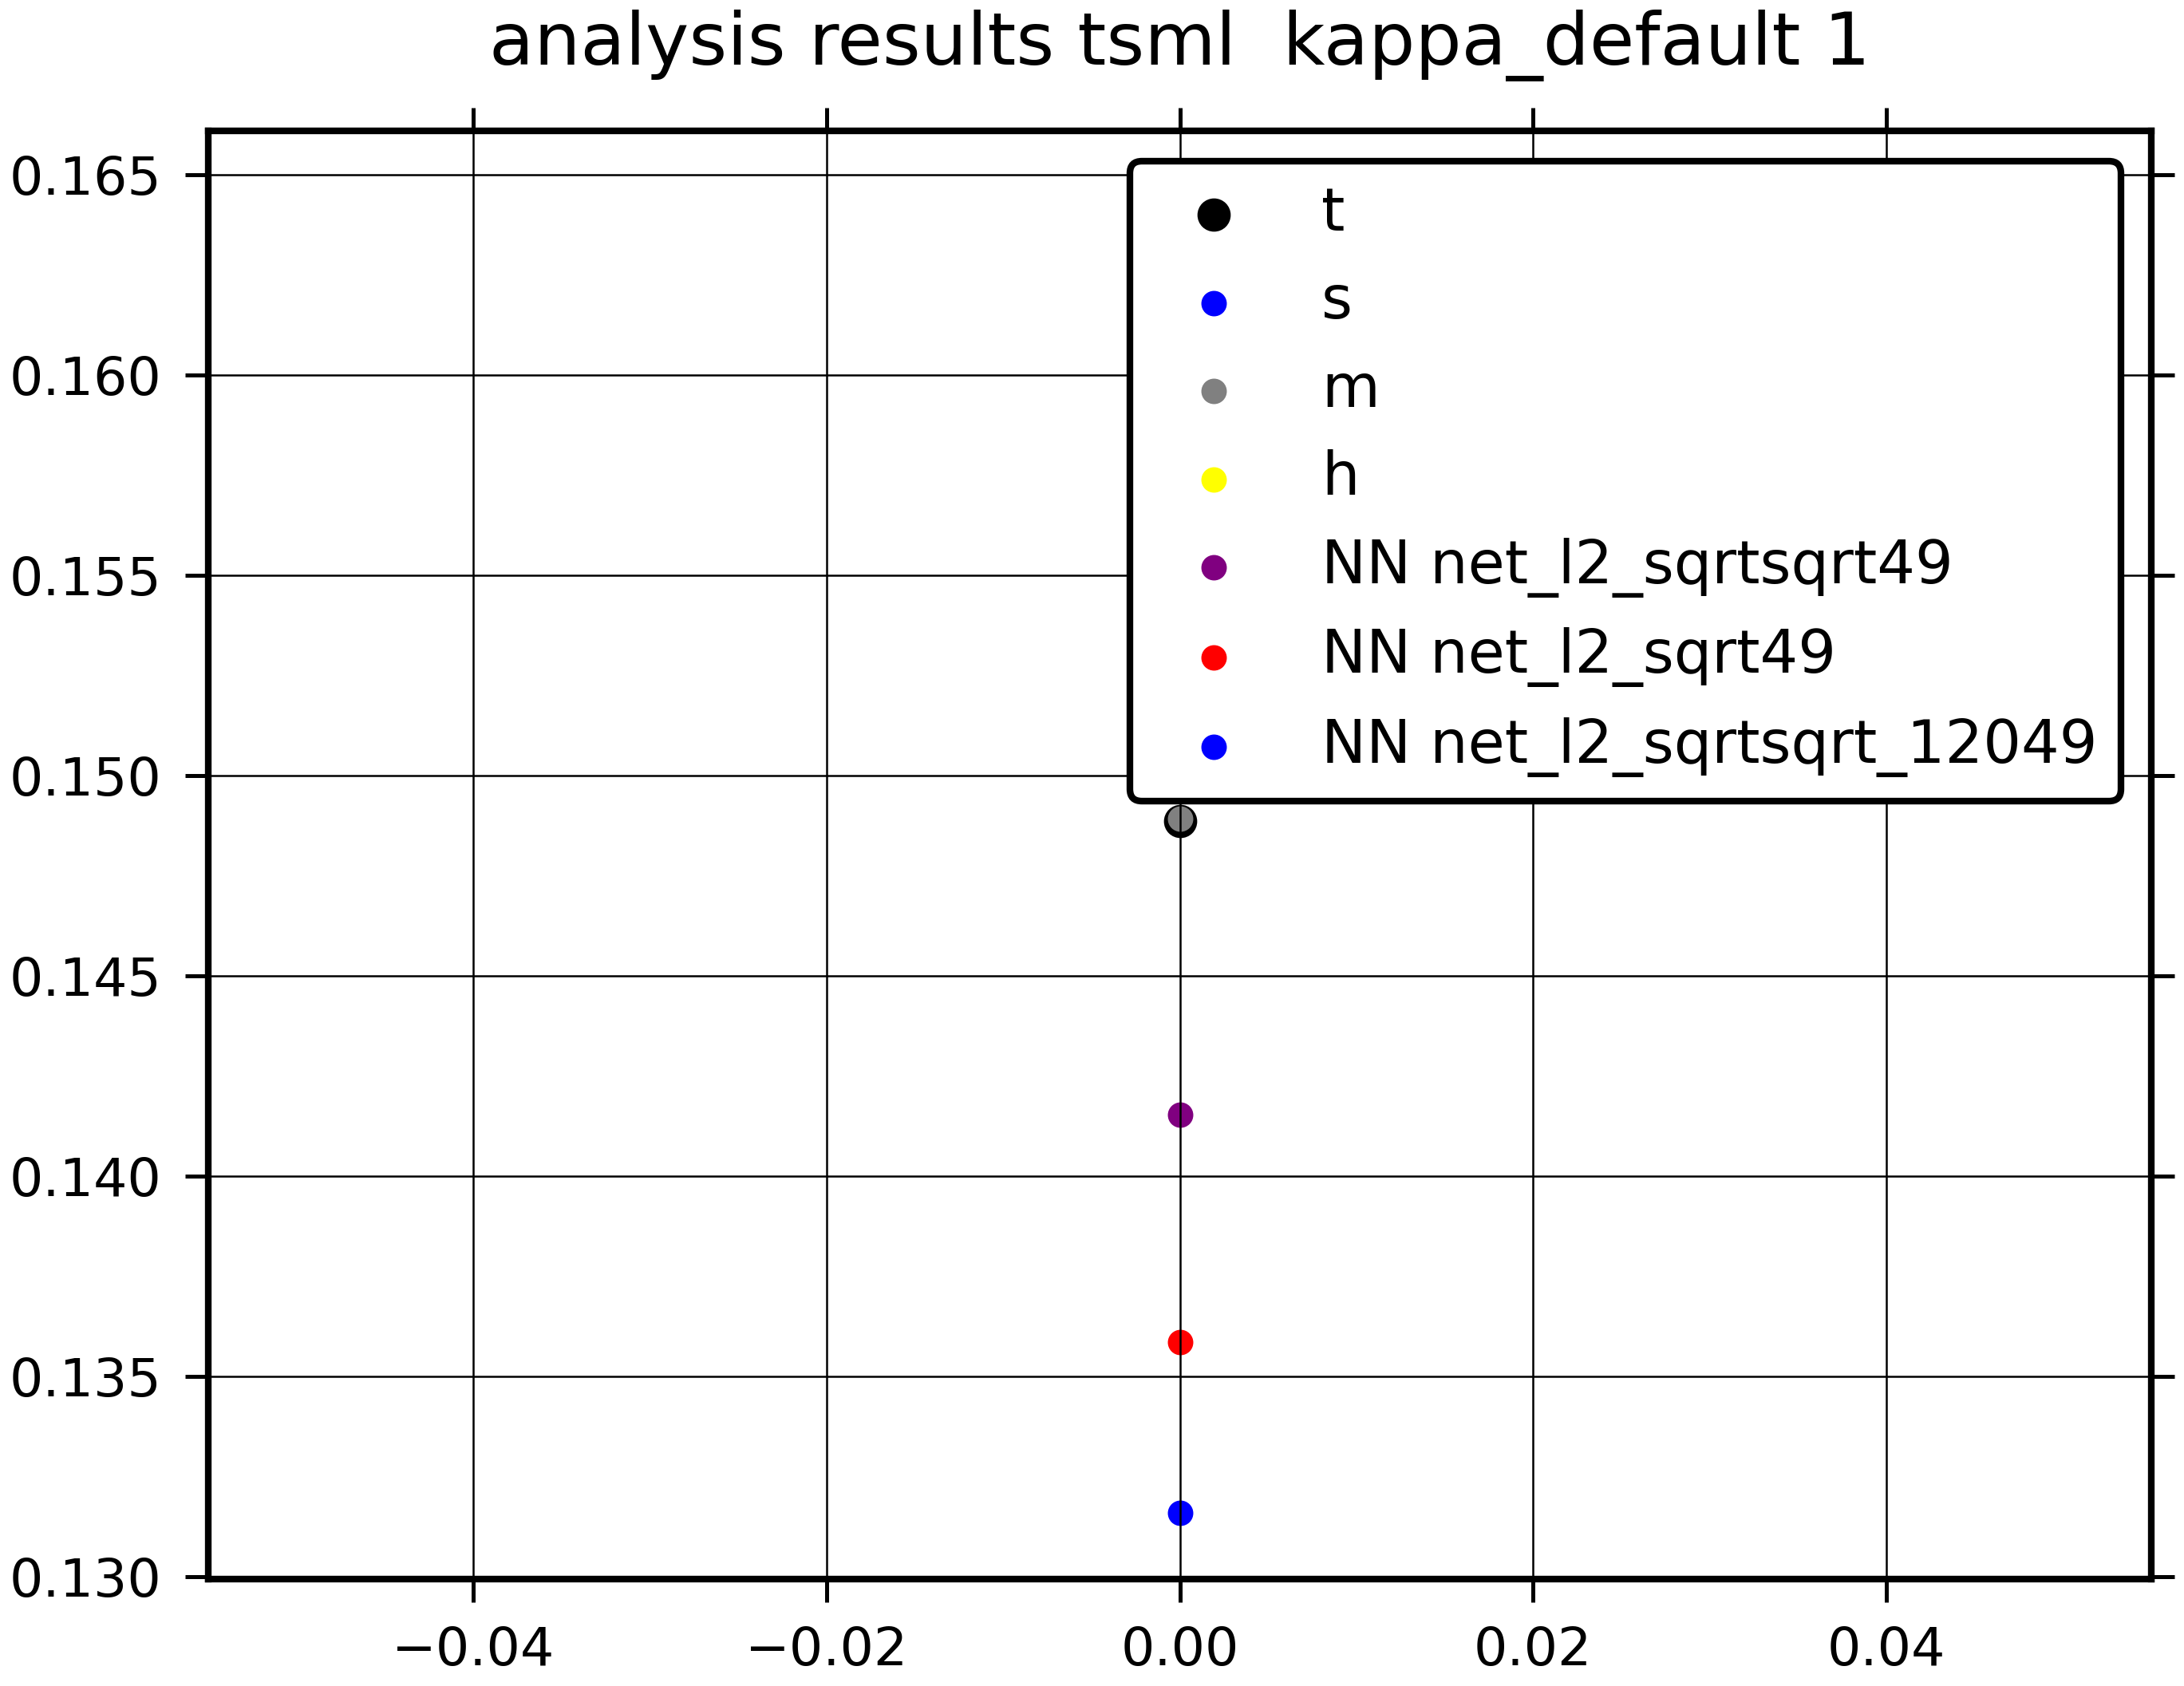 analysis results tsml  kappa_default 1
0.165
0.160
0.155
0.150
0.145
0.140
0.135
0.130
t
s
m
h
NN net_l2_sqrtsqrt49
NN net_l2_sqrt49
NN net_l2_sqrtsqrt_12049
−0.04 −0.02 0.00 0.02 0.04